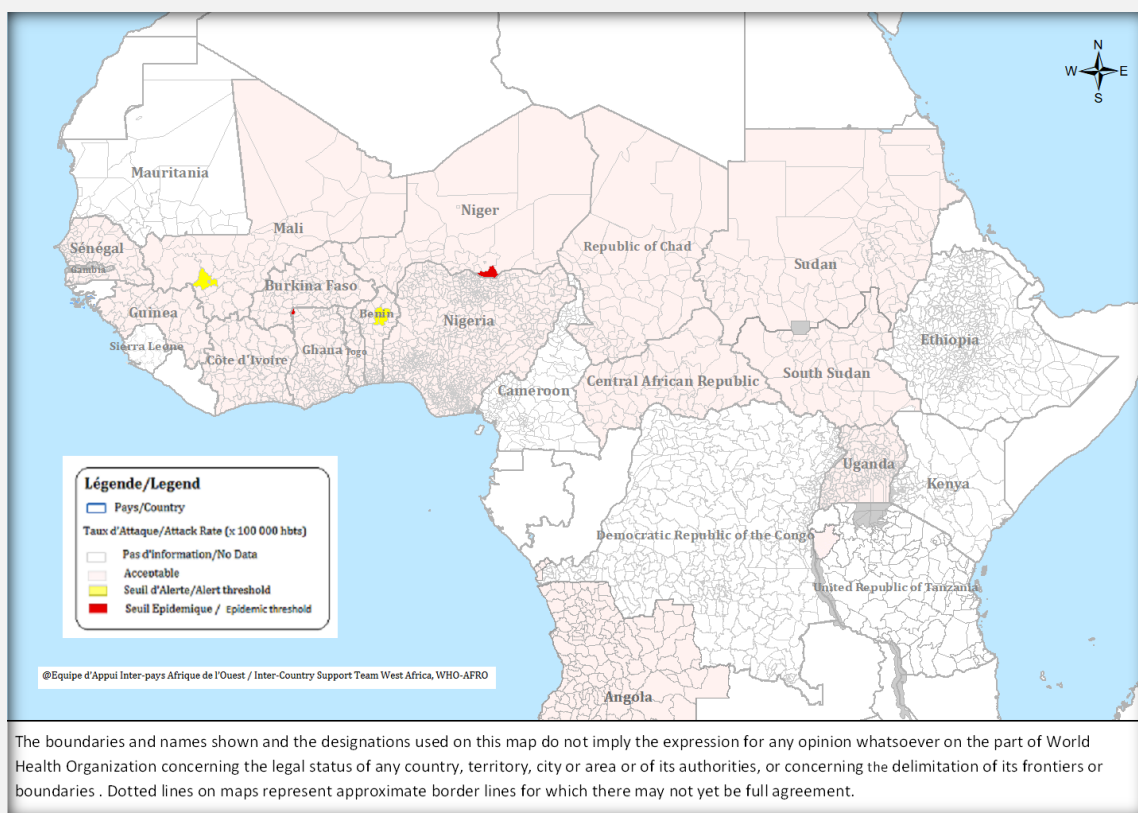 N
W E
S
Mauritania
Mali
Niger
Republic of Chad
Sudan
Sénégal
Gambia
Burkina Faso
Guinea
Benin
Nigeria
Sierra Leone
Côte d'Ivoire
Ghana
Togo
Ethiopia
Cameroon
Central African Republic
South Sudan
Uganda
Kenya
Democratic Republic of the Congo
United Republic of Tanzania
Angola
Légende/Legend
Pays/Country
Taux d'Attaque/Attack Rate (x 100 000 hbts)
Pas d'information/No Data
Acceptable
Seuil d'Alerte/Alert threshold
Seuil Epidemique / Epidemic threshold
@Equipe d'Appui Inter-pays Afrique de l'Ouest / Inter-Country Support Team West Africa, WHO-AFRO
The boundaries and names shown and the designations used on this map do not imply the expression for any opinion whatsoever on the part of World
Health Organization concerning the legal status of any country, territory, city or area or of its authorities, or concerning the delimitation of its frontiers or
boundaries . Dotted lines on maps represent approximate border lines for which there may not yet be full agreement.